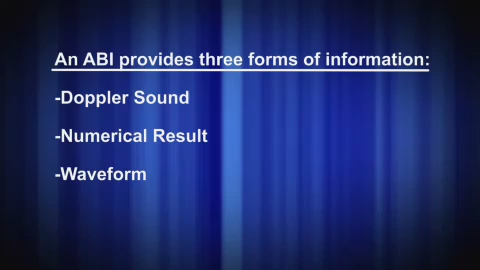 An ABI provides three forms of information:
-Doppler Sound
-Numerical Result
-Waveform